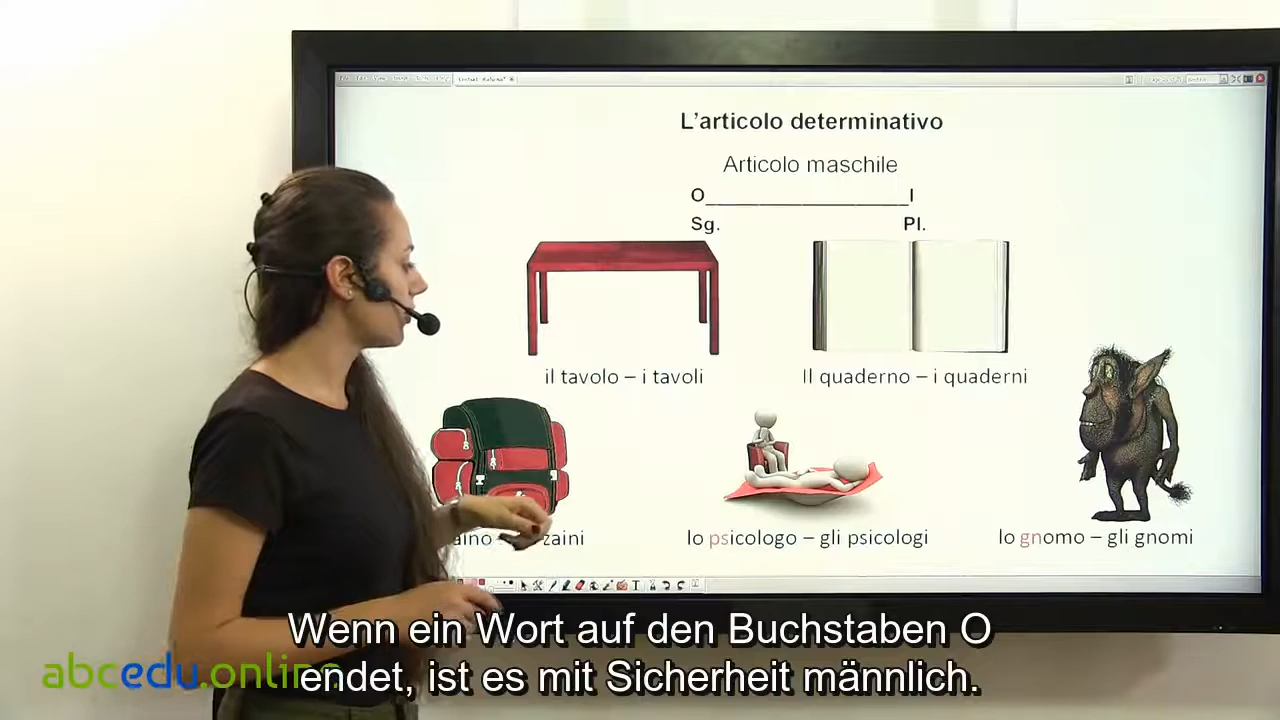 L'articolo determinativo
Articolo maschile
O___________________I
Sg. Pl.
il tavolo – i tavoli
Il quaderno – i quaderni
zaini
lo psicologo – gli psicologi
lo gnomo – gli gnomi
Wenn ein Wort auf den Buchstaben O
endet, ist es mit Sicherheit männlich.
abcedu.online